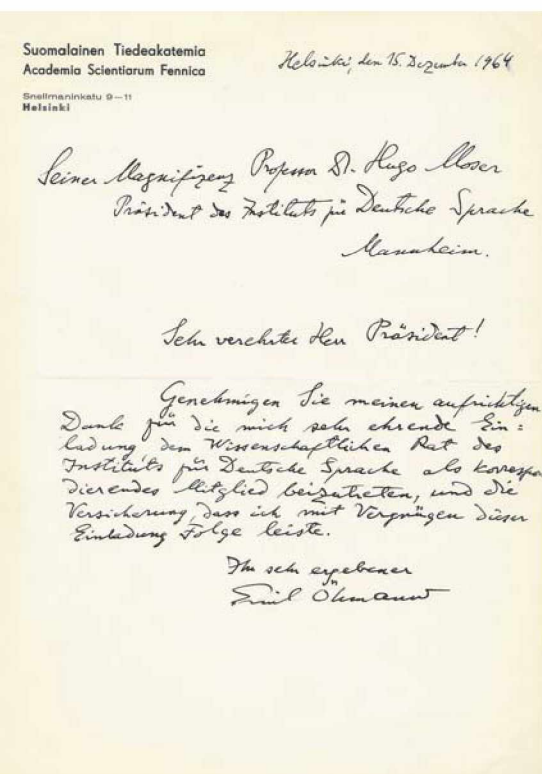 Suomalainen Tiedeakatemia
Academia Scientiarum Fennica
Snellmaninkatu 9—11
Helsinki
Helsinki, den 15. Dezember 1964
Seiner Magnifizenz Professor Dr. Hugo Moser
Präsident des Instituts für Deutsche Sprache
Mannheim.
Sehr verehrter Herr Präsident!
Genehmigen Sie meinen aufrichtigen
Dank für die mich sehr ehrende Ein=
ladung dem Wissenschaftlichen Rat des
Instituts für Deutsche Sprache als korrespon
dierendes Mitglied beizutreten, und die
Versicherung, dass ich mit Vergnügen dieser
Einladung Folge leiste.
Ihr sehr ergebener
Emil Öhmann